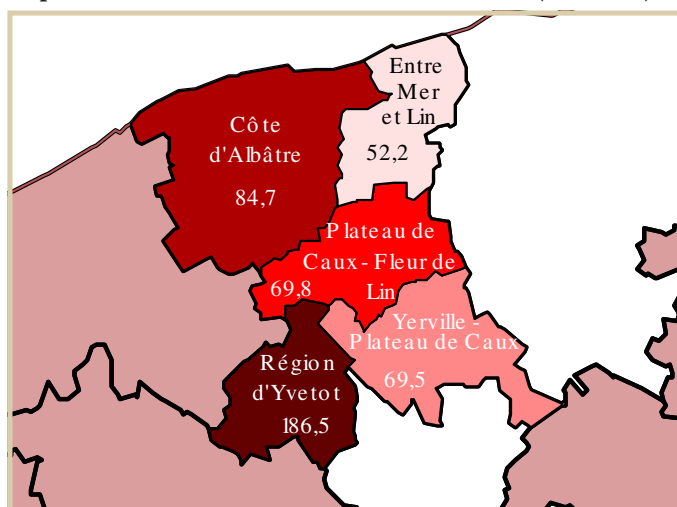 Entre
Mer
et Lin
52,2
Côte
d'Albâtre
84,7
Plateau de
Caux - Fleur de
Lin
69,8
Yerville -
Plateau de Caux
69,5
Région
d'Yvetot
186,5